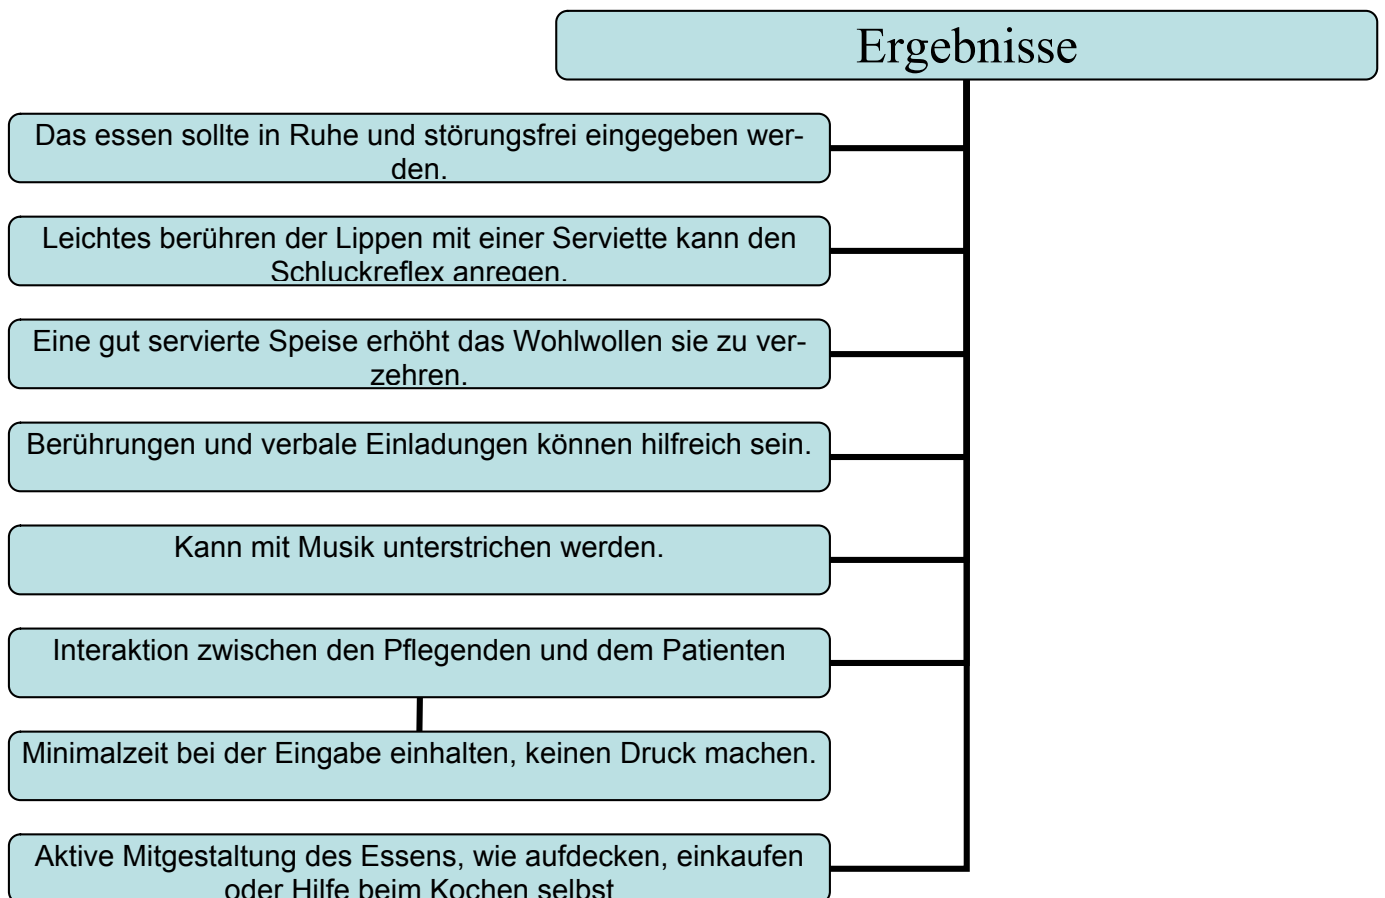 Ergebnisse
Das essen sollte in Ruhe und störungsfrei eingegeben wer-
den.
Leichtes berühren der Lippen mit einer Serviette kann den
Schluckreflex anregen.
Eine gut servierte Speise erhöht das Wohlwollen sie zu ver-
zehren.
Berührungen und verbale Einladungen können hilfreich sein.
Kann mit Musik unterstrichen werden.
Interaktion zwischen den Pflegenden und dem Patienten
Minimalzeit bei der Eingabe einhalten, keinen Druck machen.
Aktive Mitgestaltung des Essens, wie aufdecken, einkaufen
oder Hilfe beim Kochen selbst